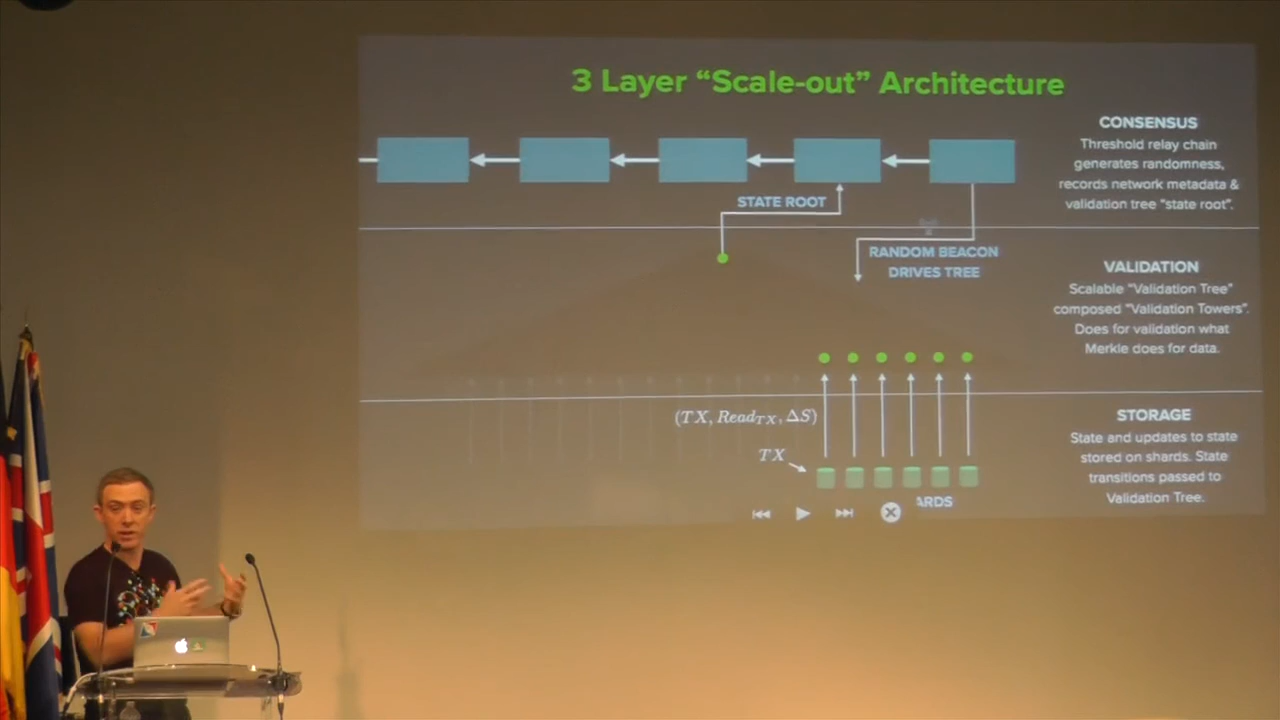 3 Layer “Scale-out” Architecture
CONSENSUS
Threshold relay chain
generates randomness,
records network metadata &
validation tree "state root".
STATE ROOT
RANDOM BEACON
DRIVES TREE
VALIDATION
Scalable "Validation Tree"
composed "Validation Towers".
Does for validation what
Merkle does for data.
(TX, Read_TX, ΔS)
TX
STORAGE
State and updates to state
stored on shards. State
transitions passed to
Validation Tree.
ARDS